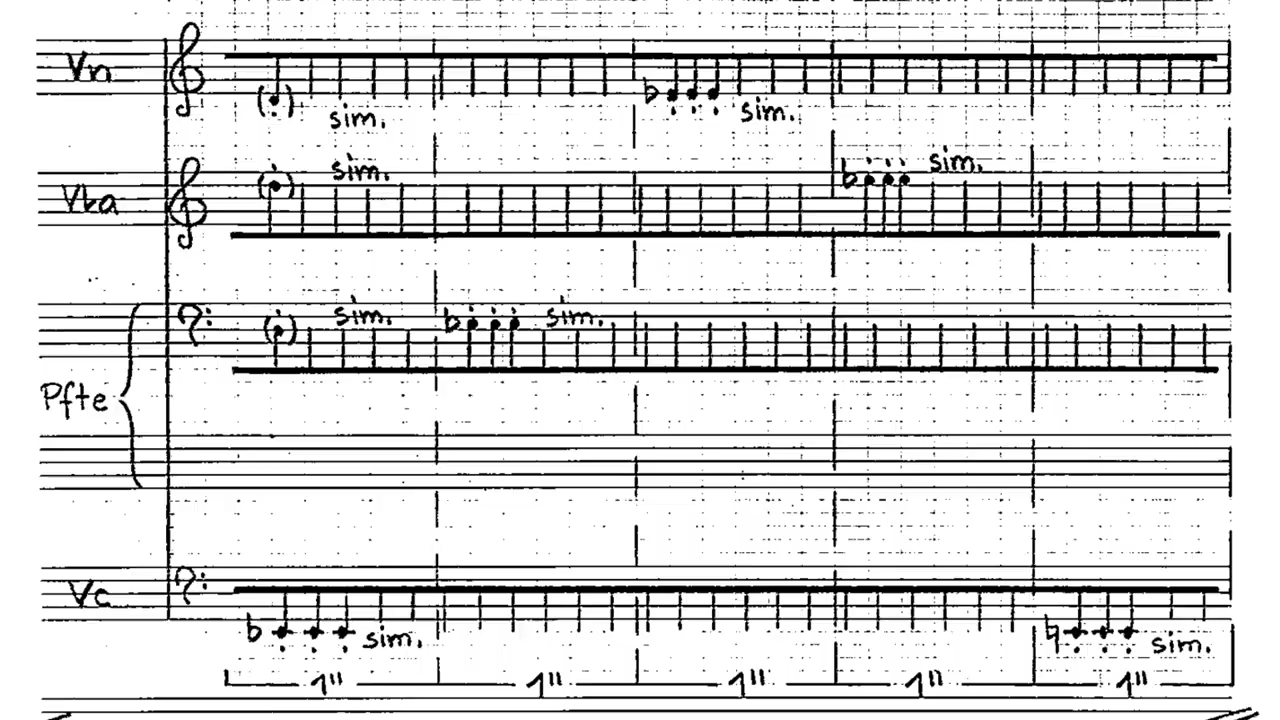 Vn
sim. sim.
Vla
sim. sim.
sim. sim.
Pfte
Vc
sim. sim.
1" 1" 1" 1" 1"